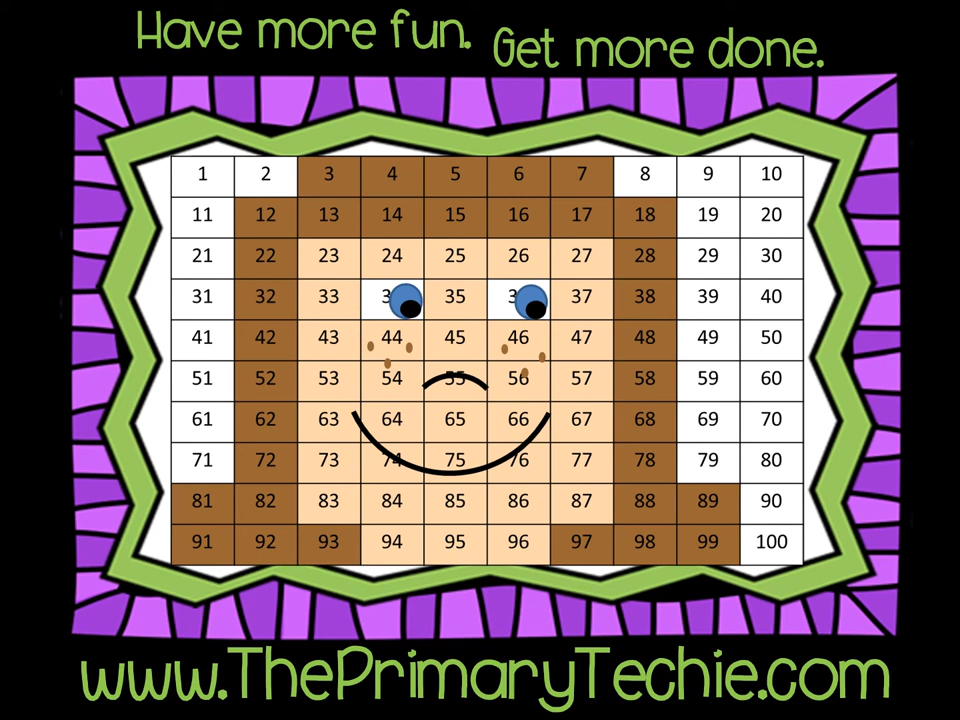 Have more fun. Get more done.
1 2 3 4 5 6 7 8 9 10
11 12 13 14 15 16 17 18 19 20
21 22 23 24 25 26 27 28 29 30
31 32 33 3 35 3 37 38 39 40
41 42 43 44 45 46 47 48 49 50
51 52 53 54 55 56 57 58 59 60
61 62 63 64 65 66 67 68 69 70
71 72 73 74 75 76 77 78 79 80
81 82 83 84 85 86 87 88 89 90
91 92 93 94 95 96 97 98 99 100
www.ThePrimaryTechie.com